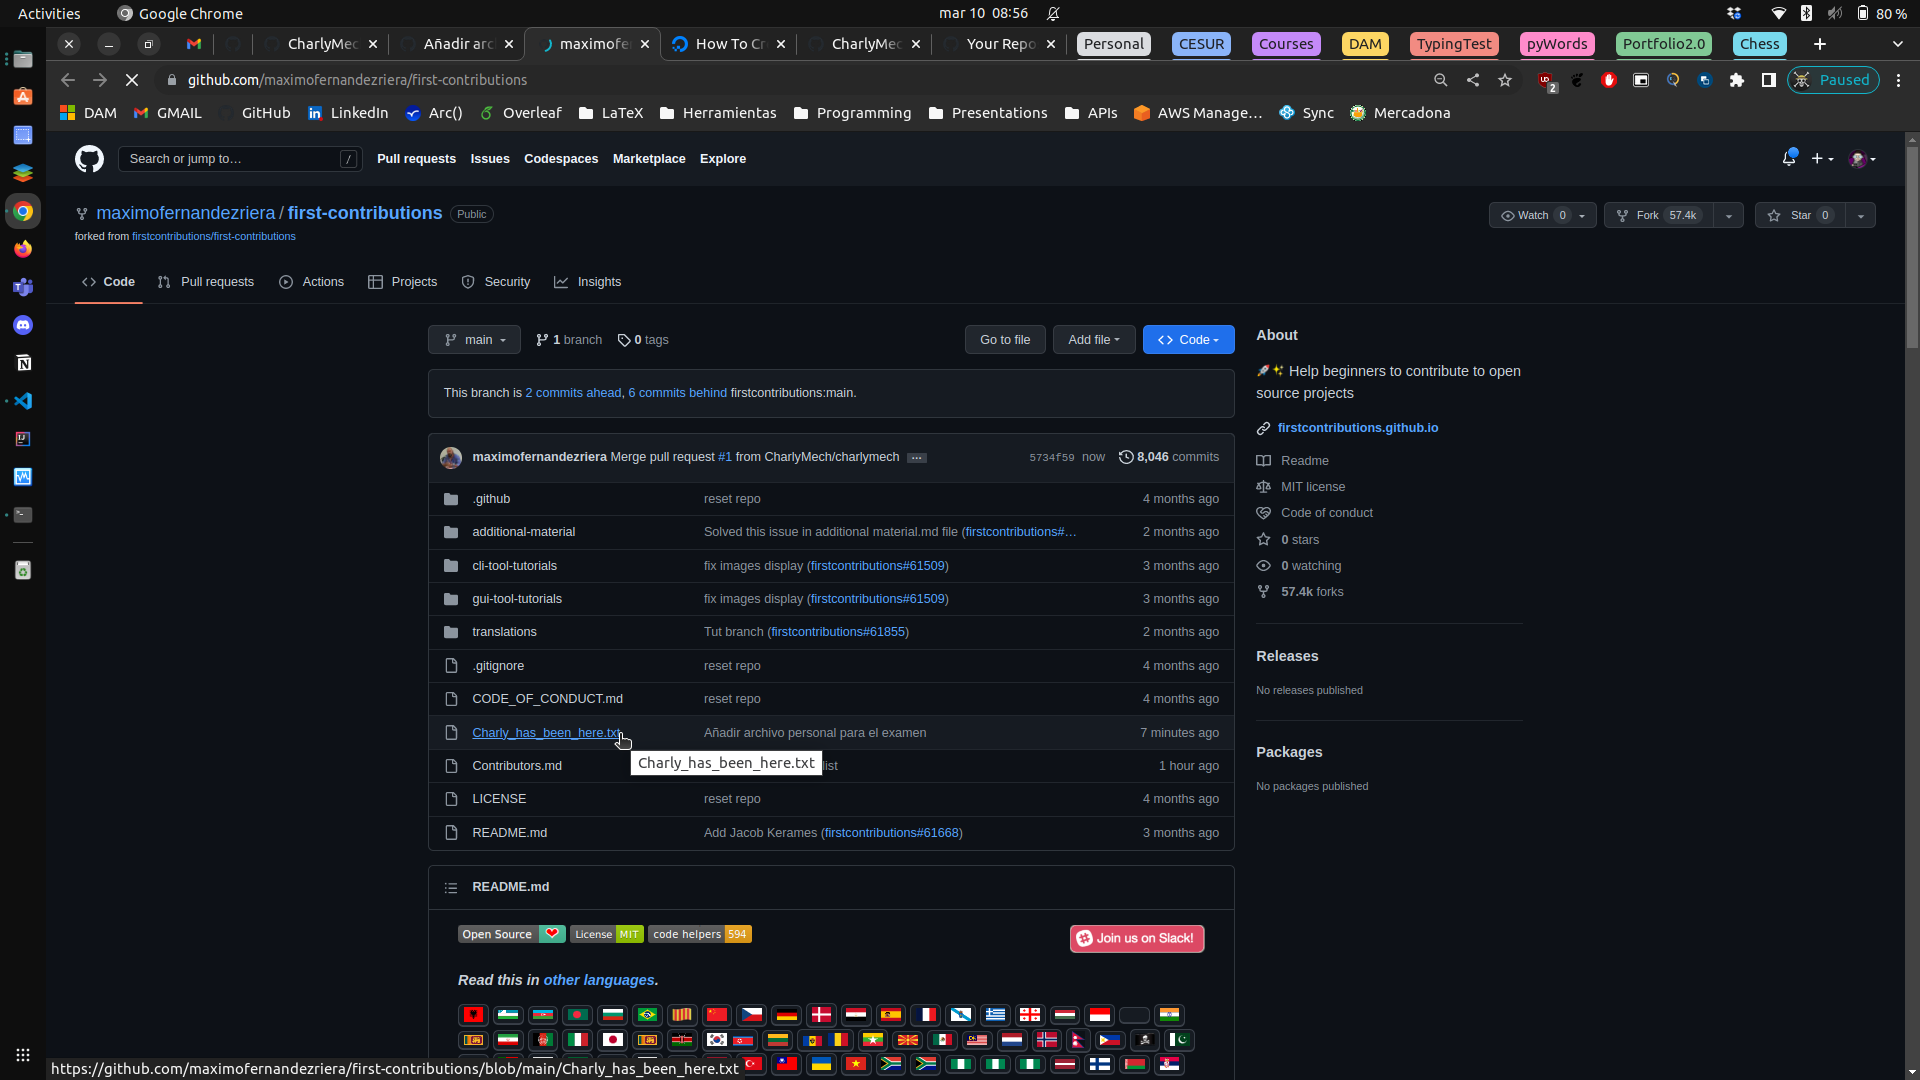 Activities Google Chrome mar 10 08:56 80 %
CharlyMec Añadir arc maximofe How To Cr CharlyMec Your Repo Personal CESUR Courses DAM TypingTest pyWords Portfolio2.0 Chess
github.com/maximofernandezriera/first-contributions 2 Paused
DAM GMAIL GitHub LinkedIn Arc() Overleaf LaTeX Herramientas Programming Presentations APIs AWS Manage… Sync Mercadona
Search or jump to… / Pull requests Issues Codespaces Marketplace Explore
maximofernandezriera / first-contributions Public Watch 0 Fork 57.4k Star 0
forked from firstcontributions/first-contributions
Code Pull requests Actions Projects Security Insights
main 1 branch 0 tags Go to file Add file Code
This branch is 2 commits ahead, 6 commits behind firstcontributions:main.
maximofernandezriera Merge pull request #1 from CharlyMech/charlymech … 5734f59 now 8,046 commits
.github reset repo 4 months ago
additional-material Solved this issue in additional material.md file (firstcontributions#… 2 months ago
cli-tool-tutorials fix images display (firstcontributions#61509) 3 months ago
gui-tool-tutorials fix images display (firstcontributions#61509) 3 months ago
translations Tut branch (firstcontributions#61855) 2 months ago
.gitignore reset repo 4 months ago
CODE_OF_CONDUCT.md reset repo 4 months ago
Charly_has_been_here.txt Añadir archivo personal para el examen 7 minutes ago
Charly_has_been_here.txt
Contributors.md list 1 hour ago
LICENSE reset repo 4 months ago
README.md Add Jacob Kerames (firstcontributions#61668) 3 months ago
About
Help beginners to contribute to open
source projects
firstcontributions.github.io
Readme
MIT license
Code of conduct
0 stars
0 watching
57.4k forks
Releases
No releases published
Packages
No packages published
README.md
Open Source License MIT code helpers 594 Join us on Slack!
Read this in other languages.
https://github.com/maximofernandezriera/first-contributions/blob/main/Charly_has_been_here.txt